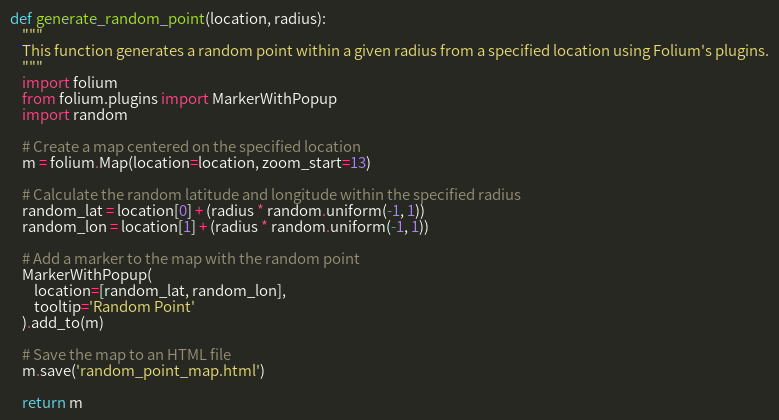 def generate_random_point(location, radius):
    """
    This function generates a random point within a given radius from a specified location using Folium's plugins.
    """
    import folium
    from folium.plugins import MarkerWithPopup
    import random

    # Create a map centered on the specified location
    m = folium.Map(location=location, zoom_start=13)

    # Calculate the random latitude and longitude within the specified radius
    random_lat = location[0] + (radius * random.uniform(-1, 1))
    random_lon = location[1] + (radius * random.uniform(-1, 1))

    # Add a marker to the map with the random point
    MarkerWithPopup(
        location=[random_lat, random_lon],
        tooltip='Random Point'
    ).add_to(m)

    # Save the map to an HTML file
    m.save('random_point_map.html')

    return m